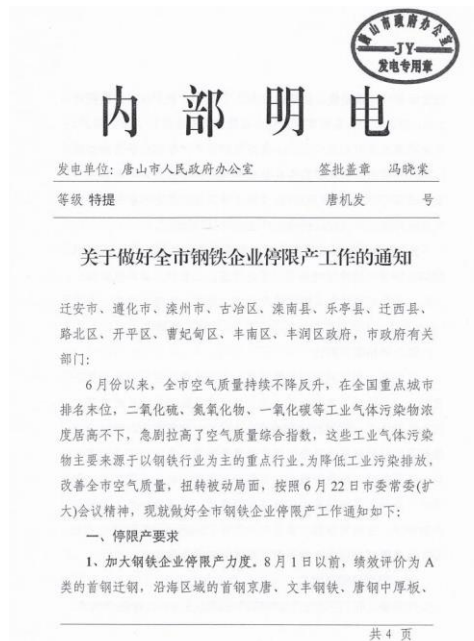 唐山市政府办公室
JY
发电专用章
内部明电
发电单位：唐山市人民政府办公室 签批盖章 冯晓棠
等级 特提 唐机发 号
关于做好全市钢铁企业停限产工作的通知
迁安市、遵化市、滦州市、古冶区、滦南县、乐亭县、迁西县、
路北区、开平区、曹妃甸区、丰南区、丰润区政府，市政府有关
部门：
6月份以来，全市空气质量持续不降反升，在全国重点城市
排名末位，二氧化硫、氮氧化物、一氧化碳等工业气体污染物浓
度居高不下，急剧拉高了空气质量综合指数，这些工业气体污染
物主要来源于以钢铁行业为主的重点行业。为降低工业污染排放，
改善全市空气质量，扭转被动局面，按照6月22日市委常委(扩
大)会议精神，现就做好全市钢铁企业停限产工作通知如下：
一、停限产要求
1、加大钢铁企业停限产力度。8月1日以前，绩效评价为A
类的首钢迁钢，沿海区域的首钢京唐、文丰钢铁、唐钢中厚板、
共4页